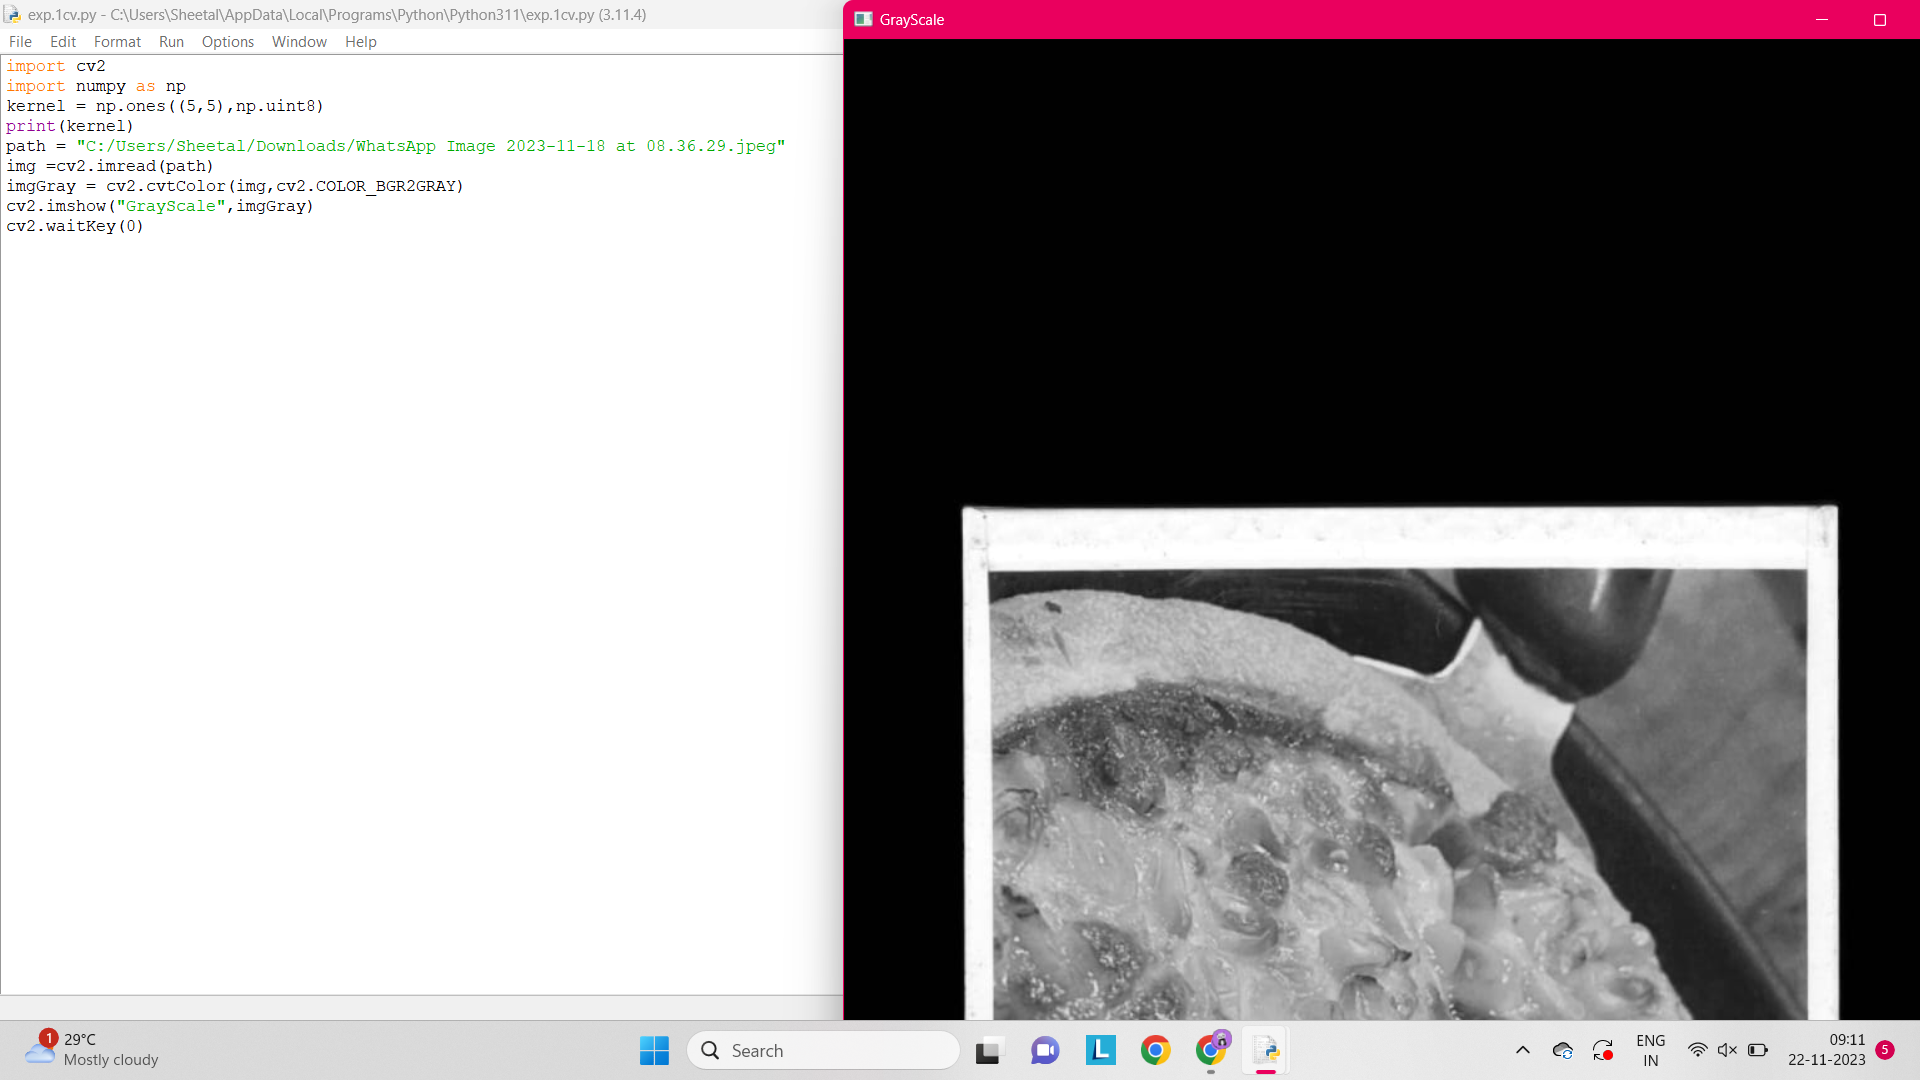 exp.1cv.py - C:\Users\Sheetal\AppData\Local\Programs\Python\Python311\exp.1cv.py (3.11.4)
File Edit Format Run Options Window Help
import cv2
import numpy as np
kernel = np.ones((5,5),np.uint8)
print(kernel)
path = "C:/Users/Sheetal/Downloads/WhatsApp Image 2023-11-18 at 08.36.29.jpeg"
img =cv2.imread(path)
imgGray = cv2.cvtColor(img,cv2.COLOR_BGR2GRAY)
cv2.imshow("GrayScale",imgGray)
cv2.waitKey(0)
GrayScale
1
29°C
Mostly cloudy
Search
L
ENG
IN
09:11
22-11-2023
5